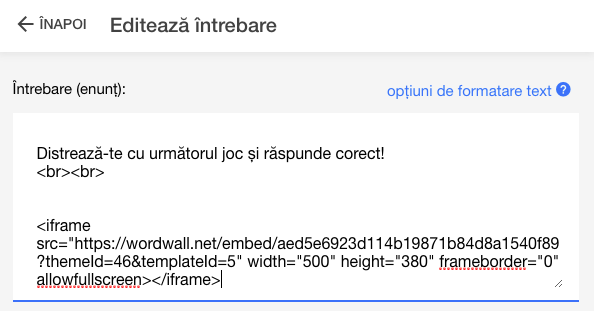 ÎNAPOI Editează întrebare
Întrebare (enunț): opțiuni de formatare text ?
Distrează-te cu următorul joc și răspunde corect!
<br><br>
<iframe
src="https://wordwall.net/embed/aed5e6923d114b19871b84d8a1540f89
?themeId=46&templateId=5" width="500" height="380" frameborder="0"
allowfullscreen></iframe>